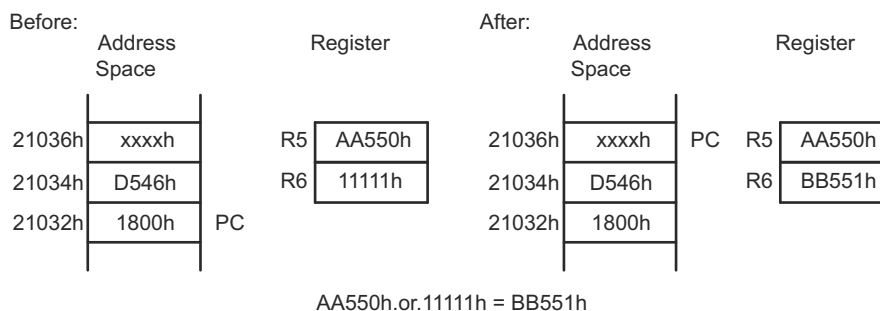 Before:
Address Space
Register
21036h xxxxh R5 AA550h
21034h D546h R6 11111h
21032h 1800h PC
After:
Address Space
Register
21036h xxxxh PC R5 AA550h
21034h D546h R6 BB551h
21032h 1800h
AA550h.or.11111h = BB551h